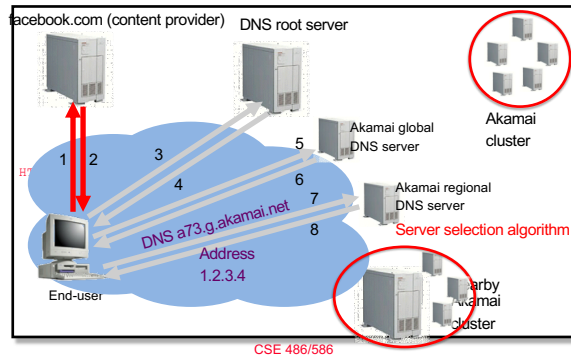 facebook.com (content provider)
DNS root server
Akamai
cluster
1
2
3
4
5
6
7
8
Akamai global
DNS server
Akamai regional
DNS server
Server selection algorithm
DNS a73.g.akamai.net
Address
1.2.3.4
End-user
Akamai
cluster
CSE 486/586